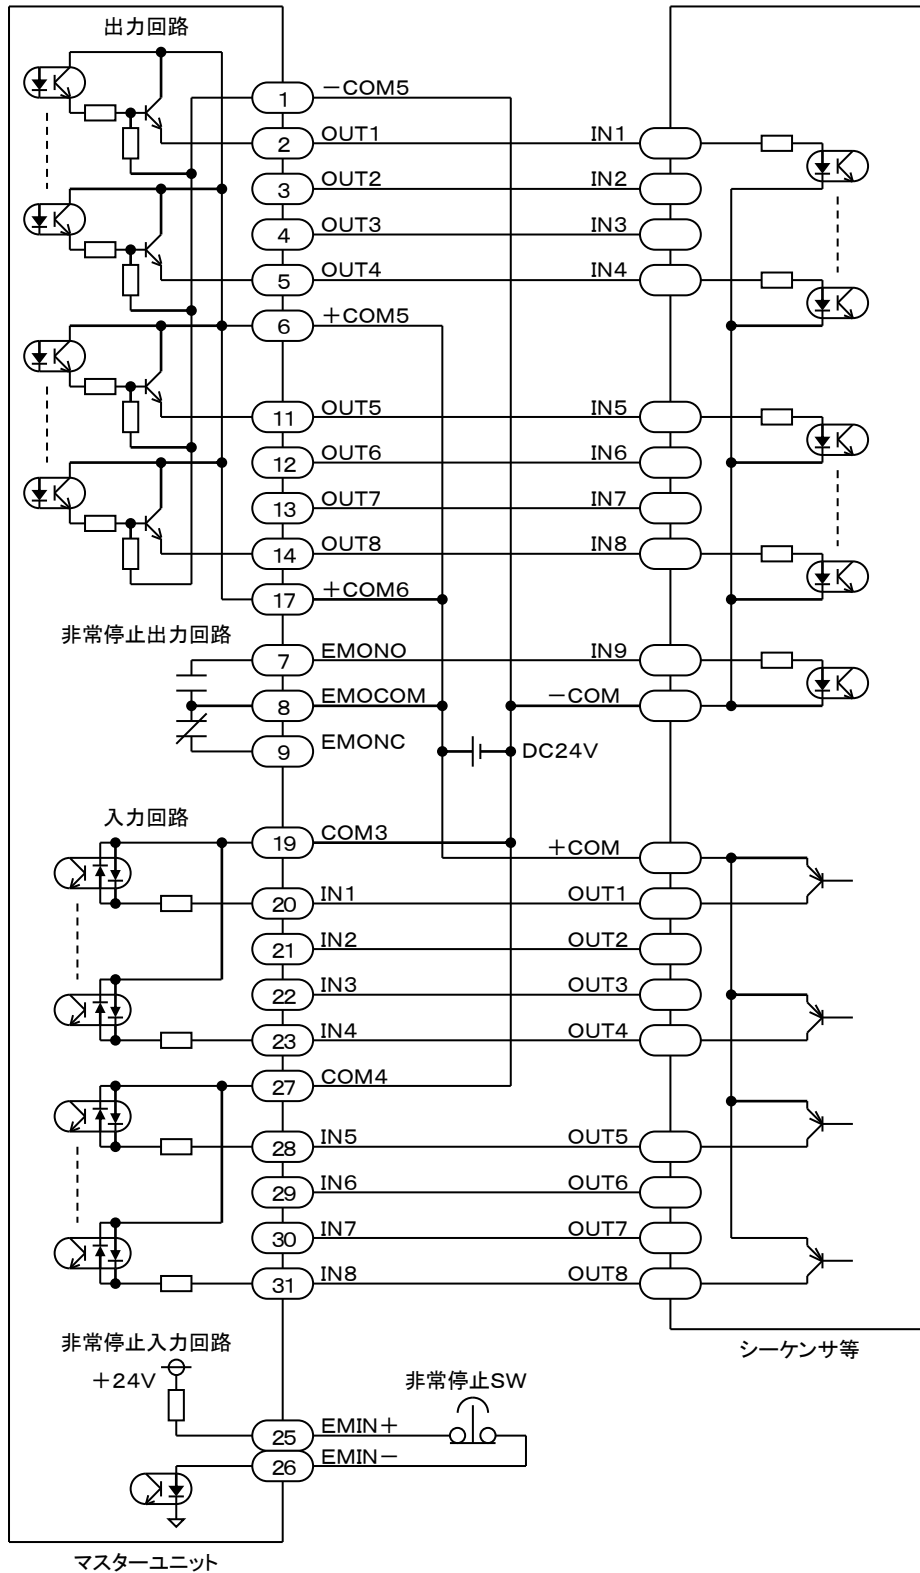 出力回路
1 －COM5
2 OUT1 IN1
3 OUT2 IN2
4 OUT3 IN3
5 OUT4 IN4
6 ＋COM5
11 OUT5 IN5
12 OUT6 IN6
13 OUT7 IN7
14 OUT8 IN8
17 ＋COM6
非常停止出力回路
7 EMONO IN9
8 EMOCOM －COM
9 EMONC
DC24V
入力回路
19 COM3
＋COM
20 IN1 OUT1
21 IN2 OUT2
22 IN3 OUT3
23 IN4 OUT4
27 COM4
28 IN5 OUT5
29 IN6 OUT6
30 IN7 OUT7
31 IN8 OUT8
シーケンサ等
非常停止入力回路
＋24V
非常停止SW
25 EMIN＋
26 EMIN－
マスターユニット